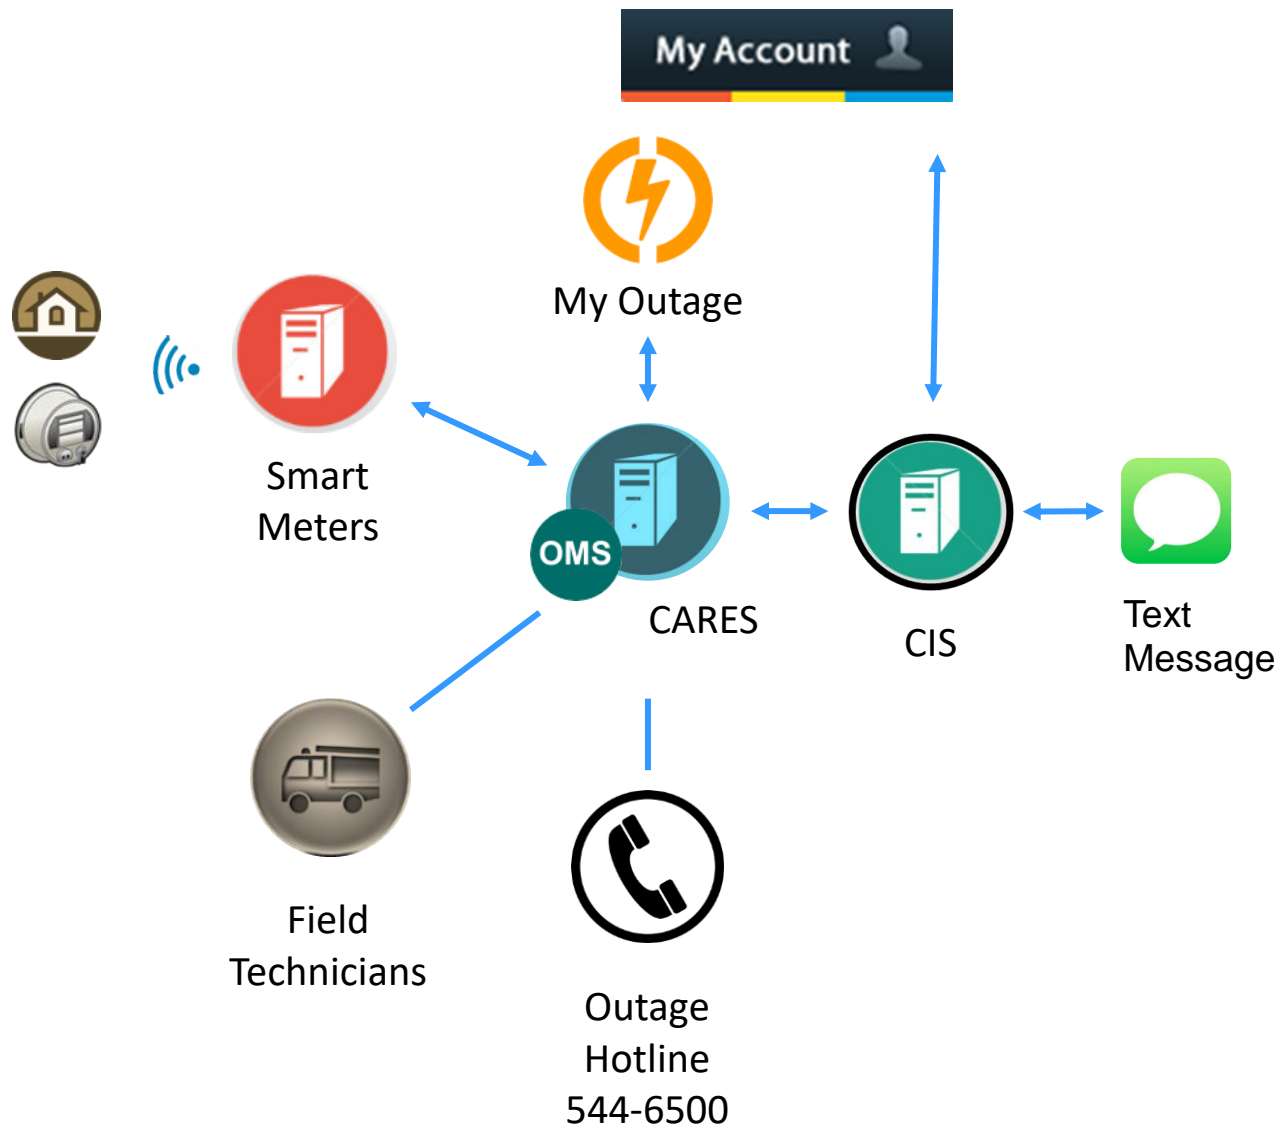 My Account
My Outage
Smart
Meters
OMS
CARES
CIS
Text
Message
Field
Technicians
Outage
Hotline
544-6500